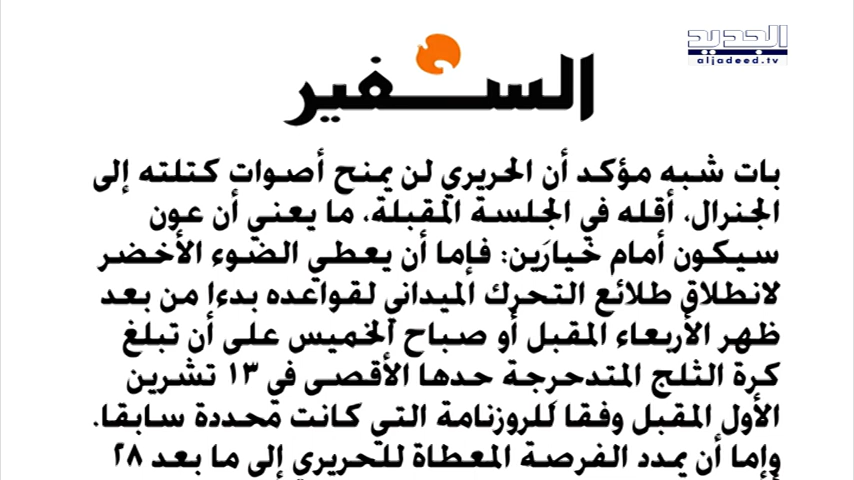 الجديد
aljadeed.tv
السفير
بات شبه مؤكد أن الحريري لن يمنح أصوات كتلته إلى
الجنرال، أقله في الجلسة المقبلة، ما يعني أن عون
سيكون أمام خيارَين: فإما أن يعطي الضوء الأخضر
لانطلاق طلائع التحرك الميداني لقواعده بدءا من بعد
ظهر الأربعاء المقبل أو صباح الخميس على أن تبلغ
كرة الثلج المتدحرجة حدها الأقصى في ١٣ تشرين
الأول المقبل وفقا للروزنامة التي كانت محددة سابقا،
وإما أن يمدد الفرصة المعطاة للحريري إلى ما بعد ٢٨